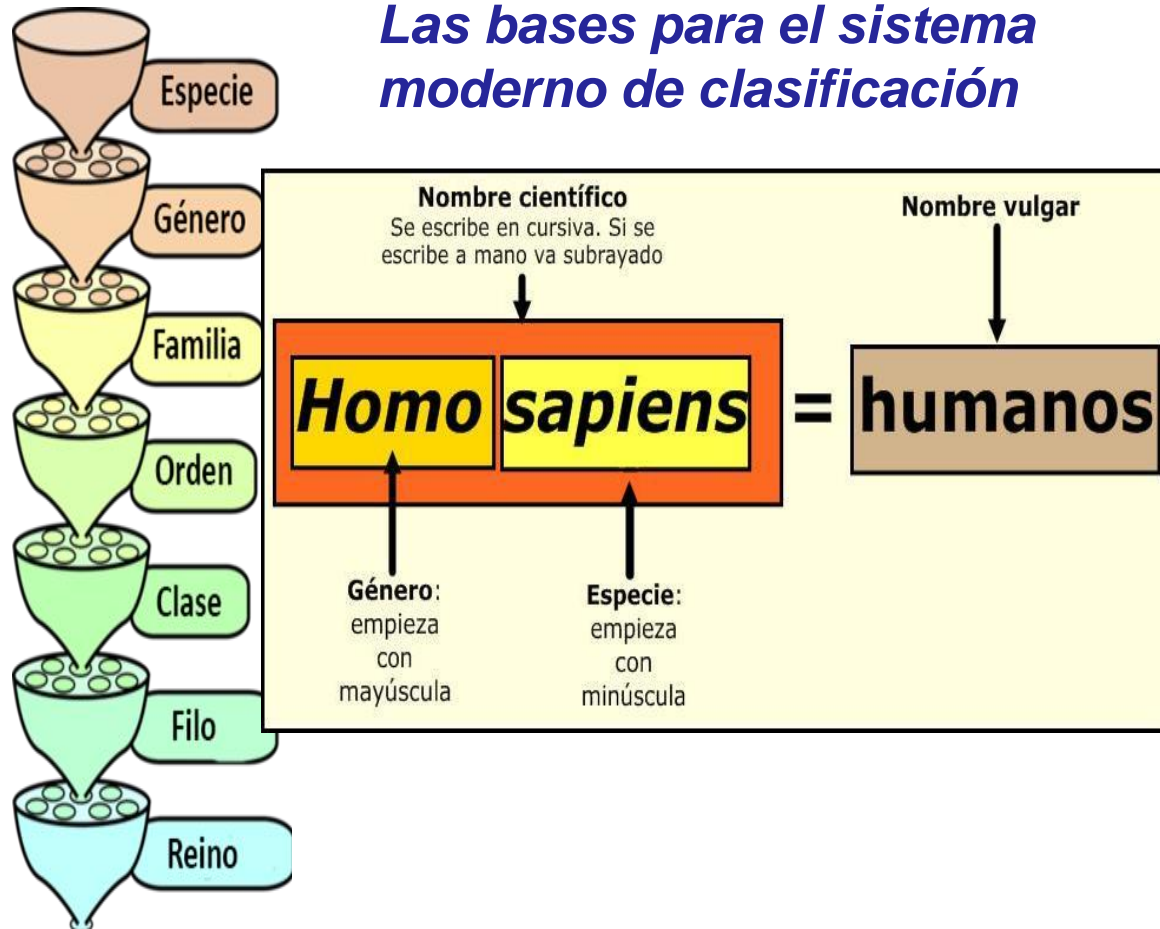 Las bases para el sistema
moderno de clasificación
Especie
Género
Familia
Orden
Clase
Filo
Reino
Nombre científico
Se escribe en cursiva. Si se
escribe a mano va subrayado
Nombre vulgar
Homo sapiens = humanos
Género:
empieza
con
mayúscula
Especie:
empieza
con
minúscula